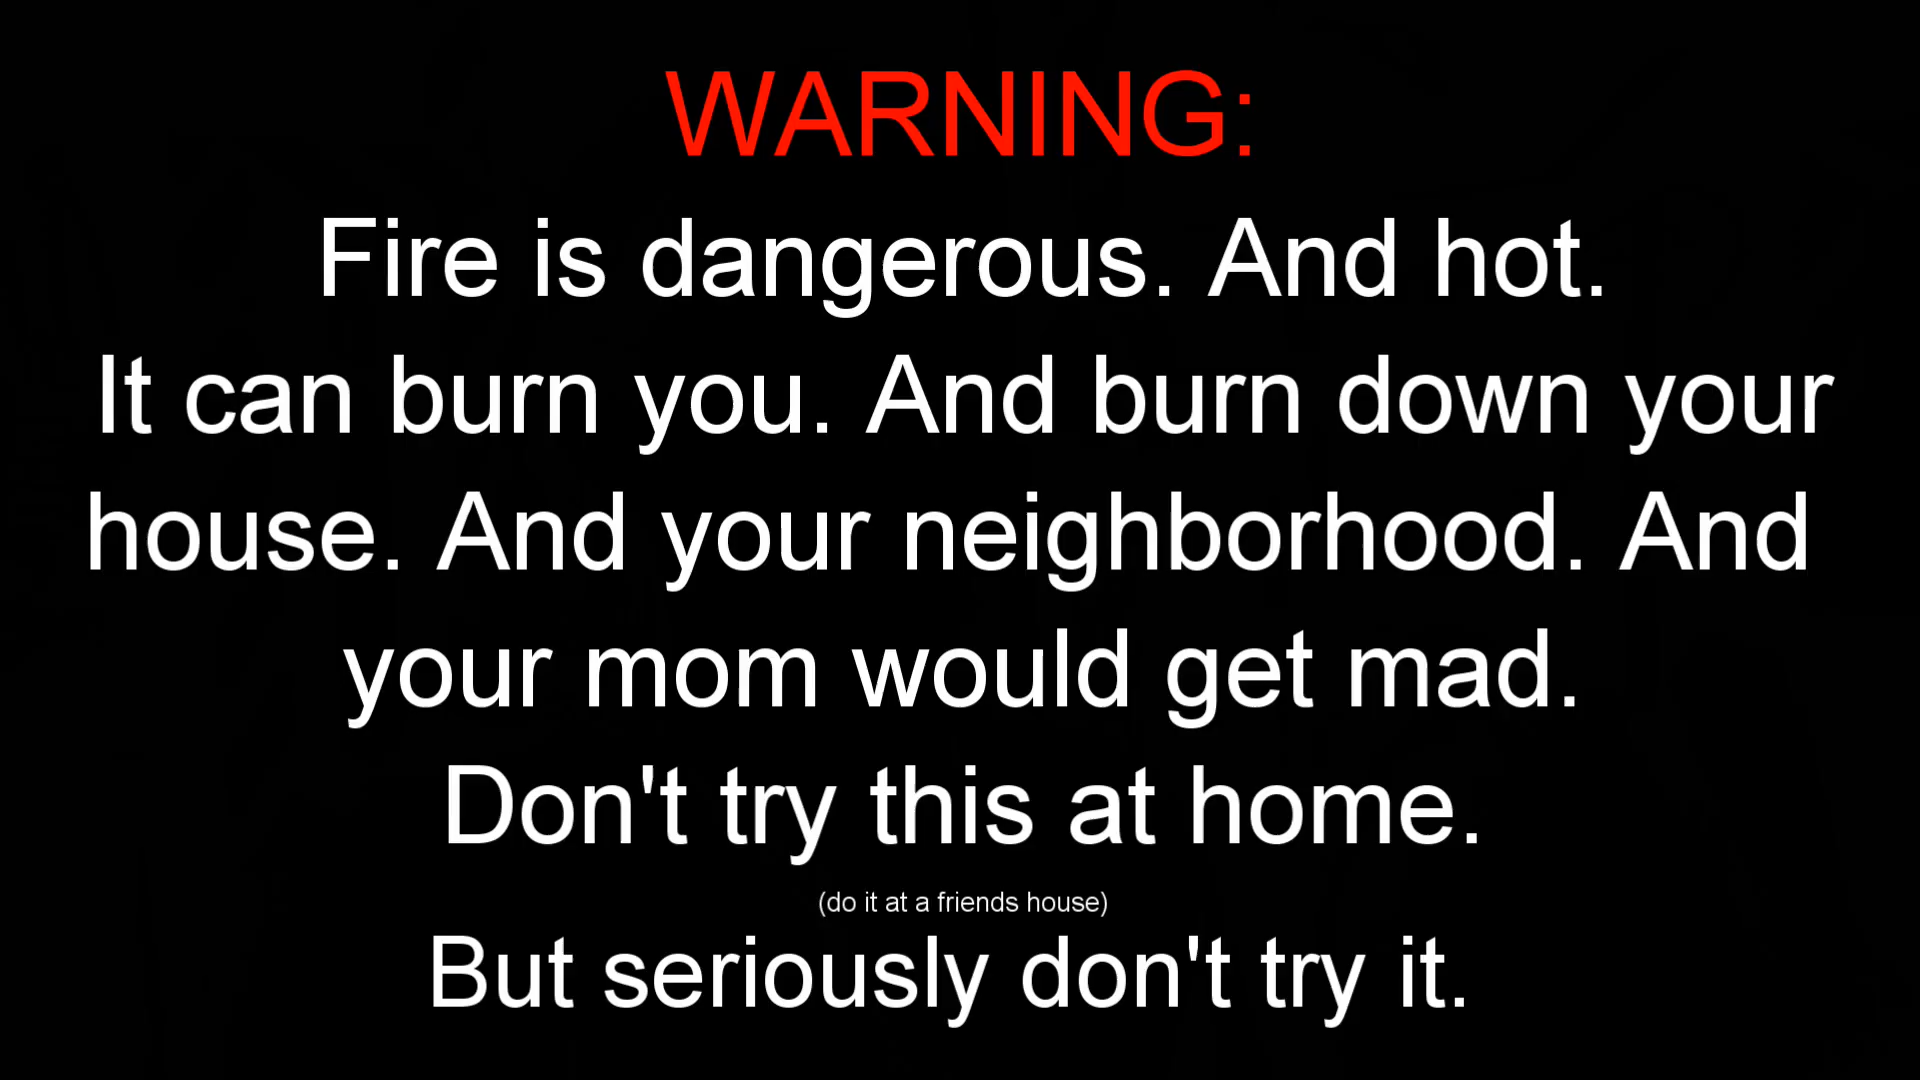 WARNING:
Fire is dangerous. And hot.
It can burn you. And burn down your
house. And your neighborhood. And
your mom would get mad.
Don't try this at home.
(do it at a friends house)
But seriously don't try it.